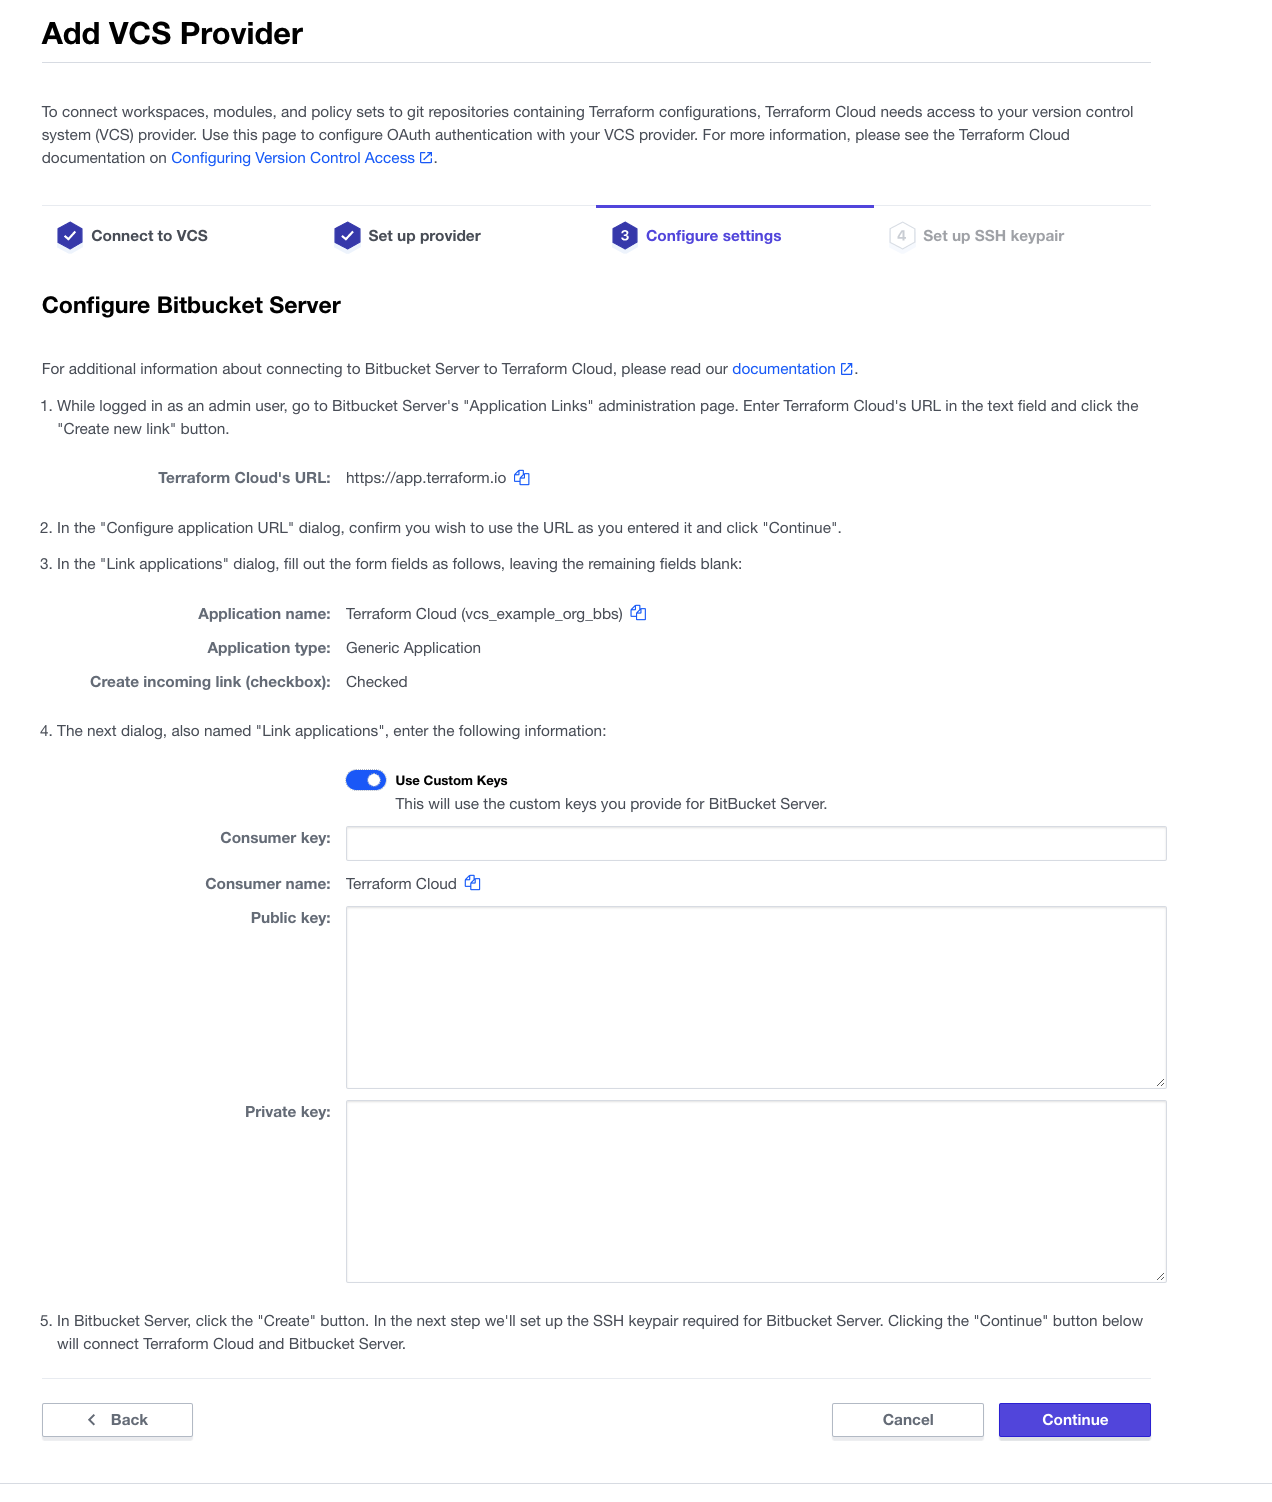 Add VCS Provider
To connect workspaces, modules, and policy sets to git repositories containing Terraform configurations, Terraform Cloud needs access to your version control
system (VCS) provider. Use this page to configure OAuth authentication with your VCS provider. For more information, please see the Terraform Cloud
documentation on Configuring Version Control Access.
Connect to VCS
Set up provider
3 Configure settings
4 Set up SSH keypair
Configure Bitbucket Server
For additional information about connecting to Bitbucket Server to Terraform Cloud, please read our documentation.
1. While logged in as an admin user, go to Bitbucket Server's "Application Links" administration page. Enter Terraform Cloud's URL in the text field and click the
"Create new link" button.
Terraform Cloud's URL: https://app.terraform.io
2. In the "Configure application URL" dialog, confirm you wish to use the URL as you entered it and click "Continue".
3. In the "Link applications" dialog, fill out the form fields as follows, leaving the remaining fields blank:
Application name: Terraform Cloud (vcs_example_org_bbs)
Application type: Generic Application
Create incoming link (checkbox): Checked
4. The next dialog, also named "Link applications", enter the following information:
Use Custom Keys
This will use the custom keys you provide for BitBucket Server.
Consumer key:
Consumer name: Terraform Cloud
Public key:
Private key:
5. In Bitbucket Server, click the "Create" button. In the next step we'll set up the SSH keypair required for Bitbucket Server. Clicking the "Continue" button below
will connect Terraform Cloud and Bitbucket Server.
Back
Cancel
Continue